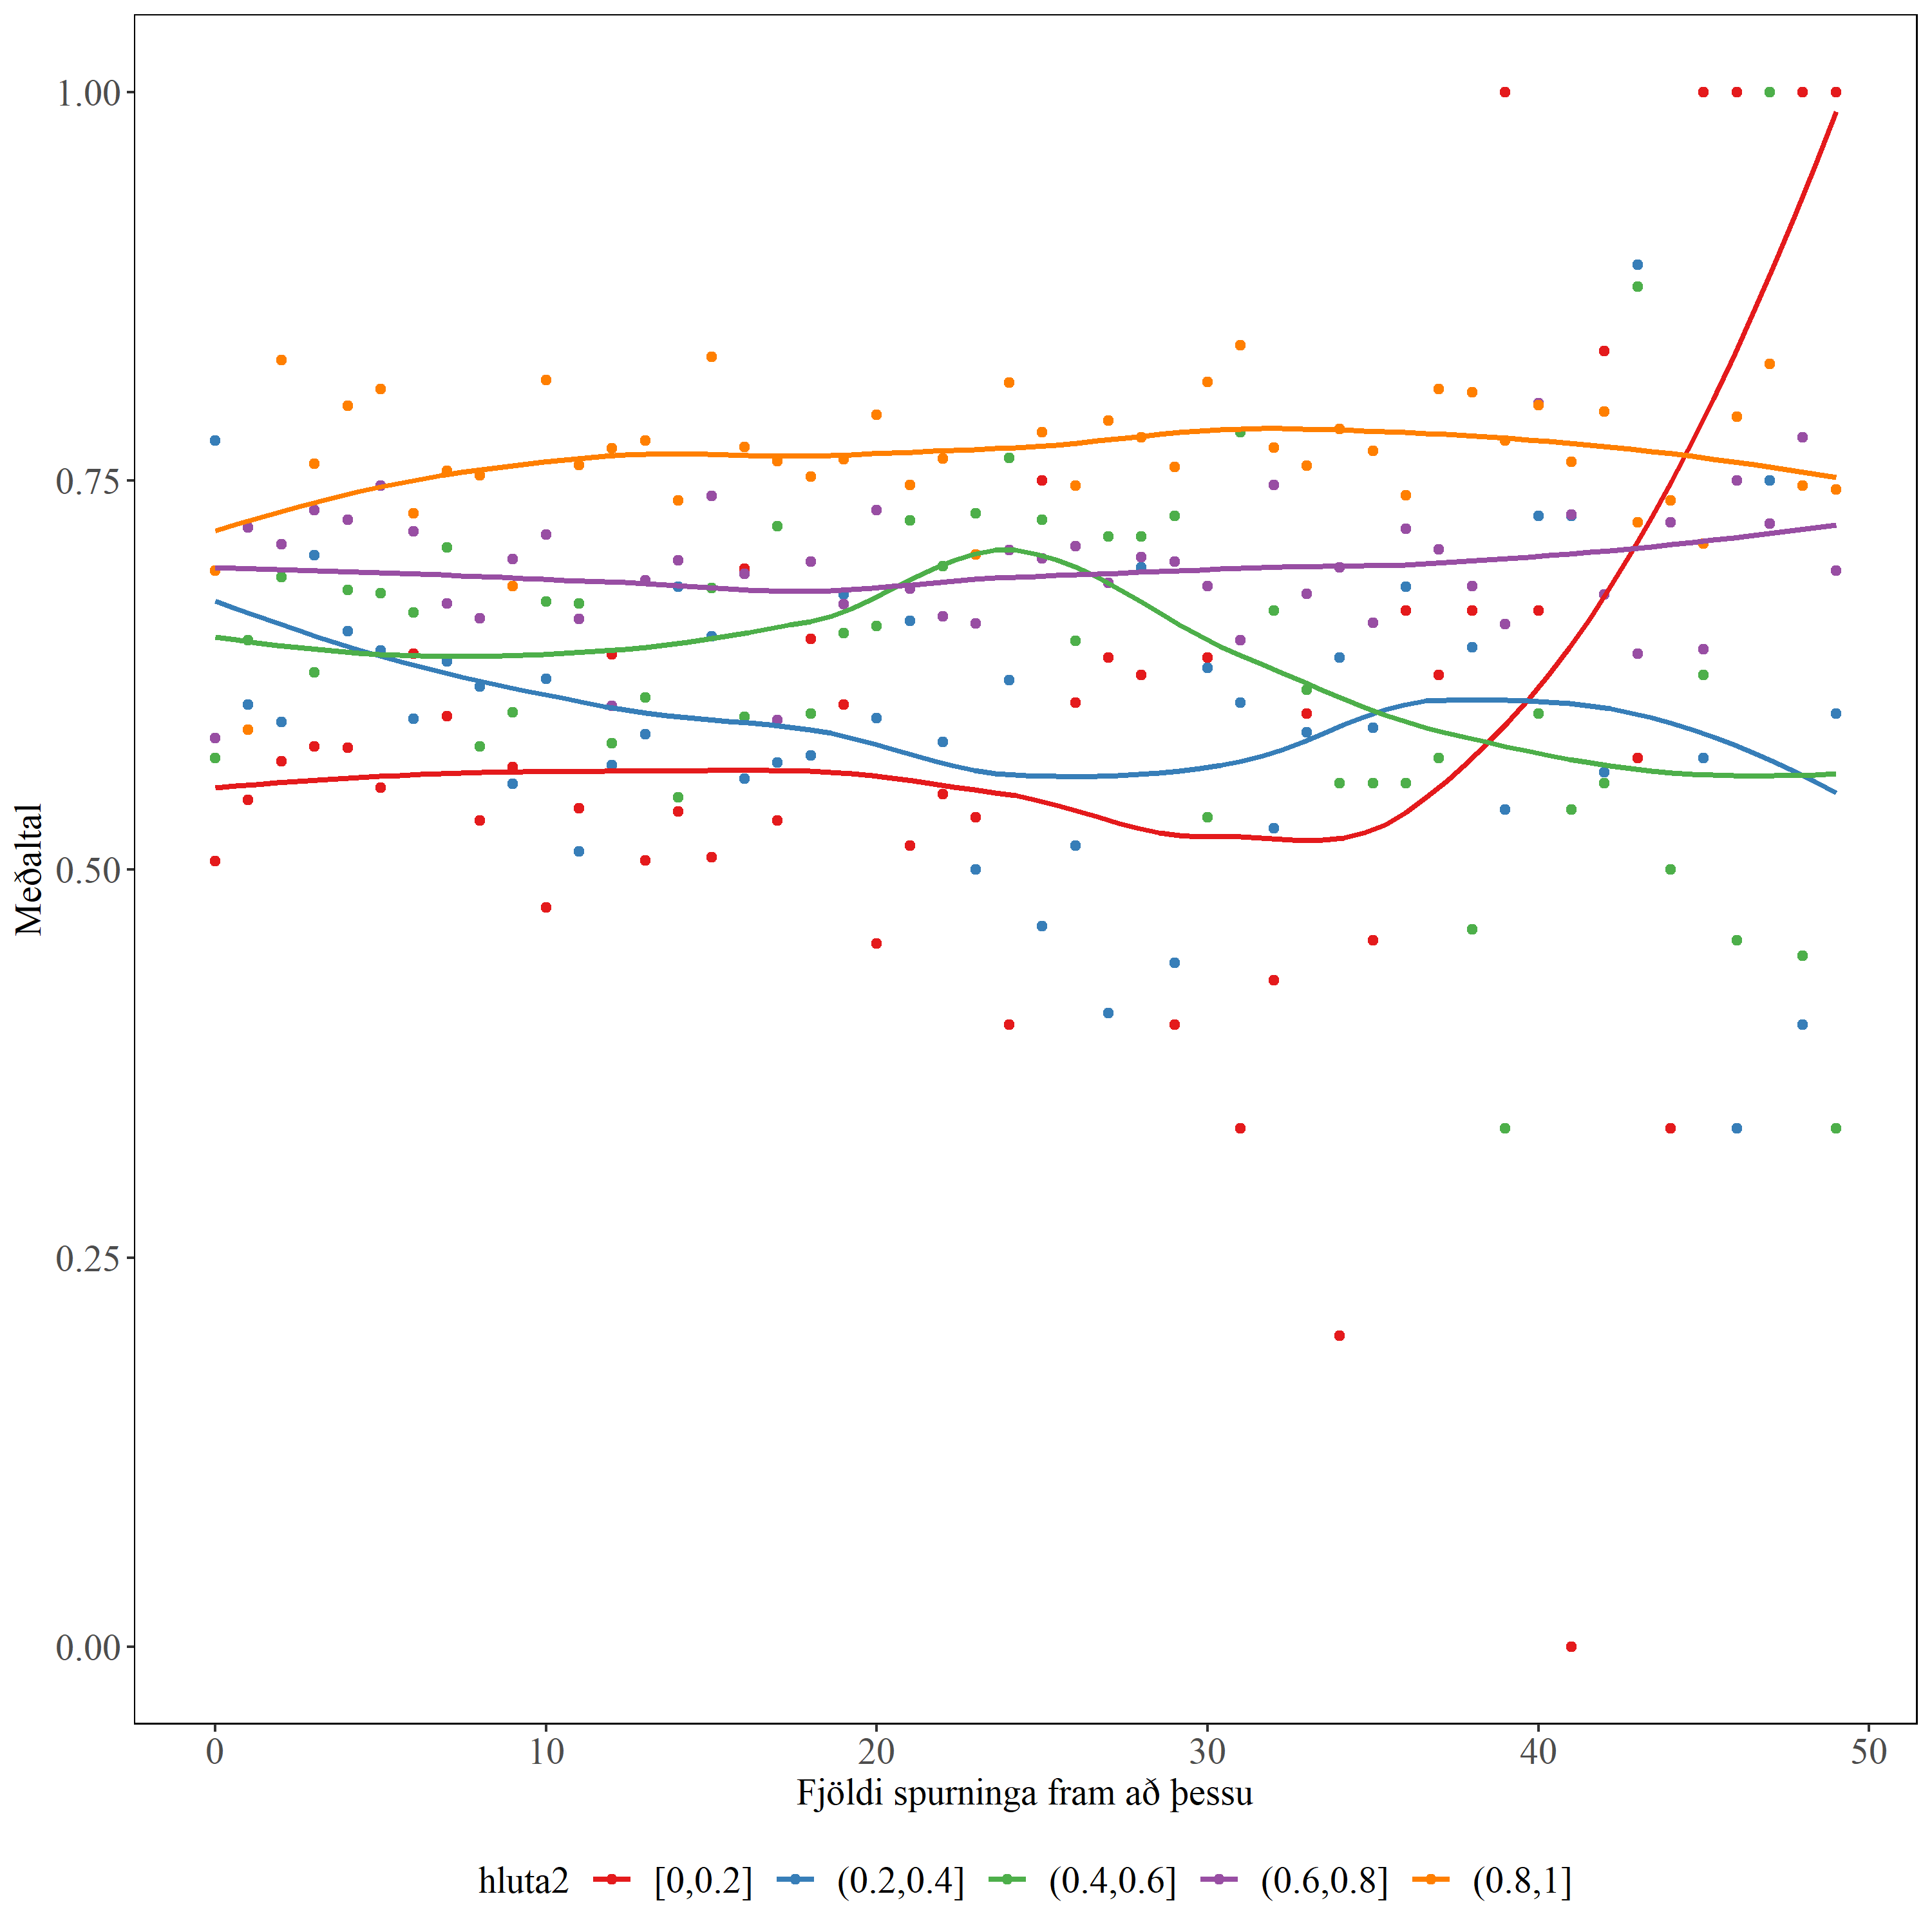 Meðaltal
1.00
0.75
0.50
0.25
0.00
0 10 20 30 40 50
Fjöldi spurninga fram að þessu
hluta2 [0,0.2] (0.2,0.4] (0.4,0.6] (0.6,0.8] (0.8,1]